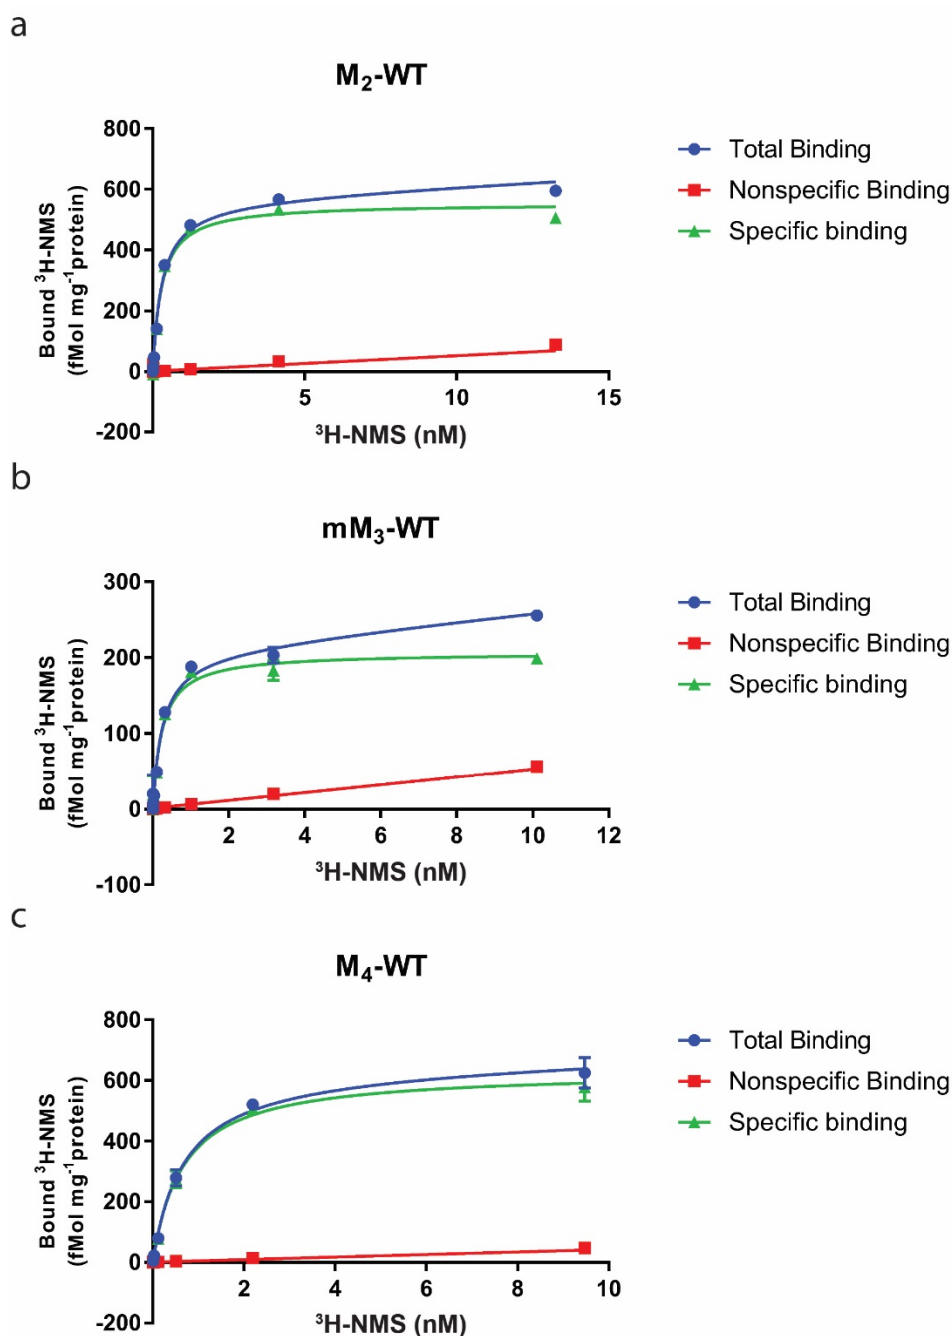 a
M₂-WT
800
600
400
200
0
-200
5
10
15
Bound ³H-NMS
(fMol mg⁻¹protein)
³H-NMS (nM)
Total Binding
Nonspecific Binding
Specific binding
b
mM₃-WT
300
200
100
0
-100
2
4
6
8
10
12
Bound ³H-NMS
(fMol mg⁻¹protein)
³H-NMS (nM)
Total Binding
Nonspecific Binding
Specific binding
c
M₄-WT
800
600
400
200
0
-200
2
4
6
8
10
Bound ³H-NMS
(fMol mg⁻¹protein)
³H-NMS (nM)
Total Binding
Nonspecific Binding
Specific binding